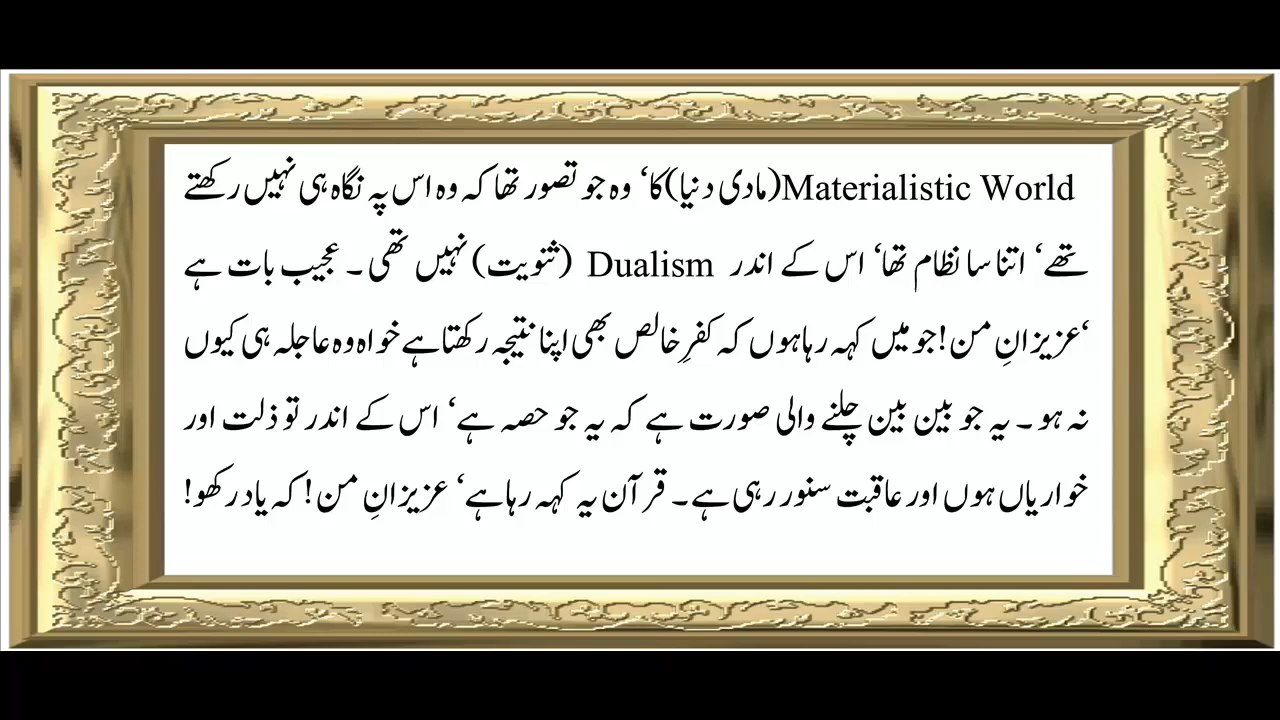 Materialistic World(مادی دنیا)کا‘ وہ جو تصور تھا کہ وہ اس پہ نگاہ ہی نہیں رکھتے
تھے‘ اتنا سا نظام تھا‘ اس کے اندر Dualism (ثنویت) نہیں تھی۔ عجیب بات ہے
‘عزیزانِ من!جو میں کہہ رہا ہوں کہ کفرِ خالص بھی اپنا نتیجہ رکھتا ہے خواہ وہ عاجلہ ہی کیوں
نہ ہو۔ یہ جو بین بین چلنے والی صورت ہے کہ یہ جو حصہ ہے‘ اس کے اندر تو ذلت اور
خواریاں ہوں اور عاقبت سنور رہی ہے۔ قرآن یہ کہہ رہا ہے‘ عزیزانِ من! کہ یاد رکھو!